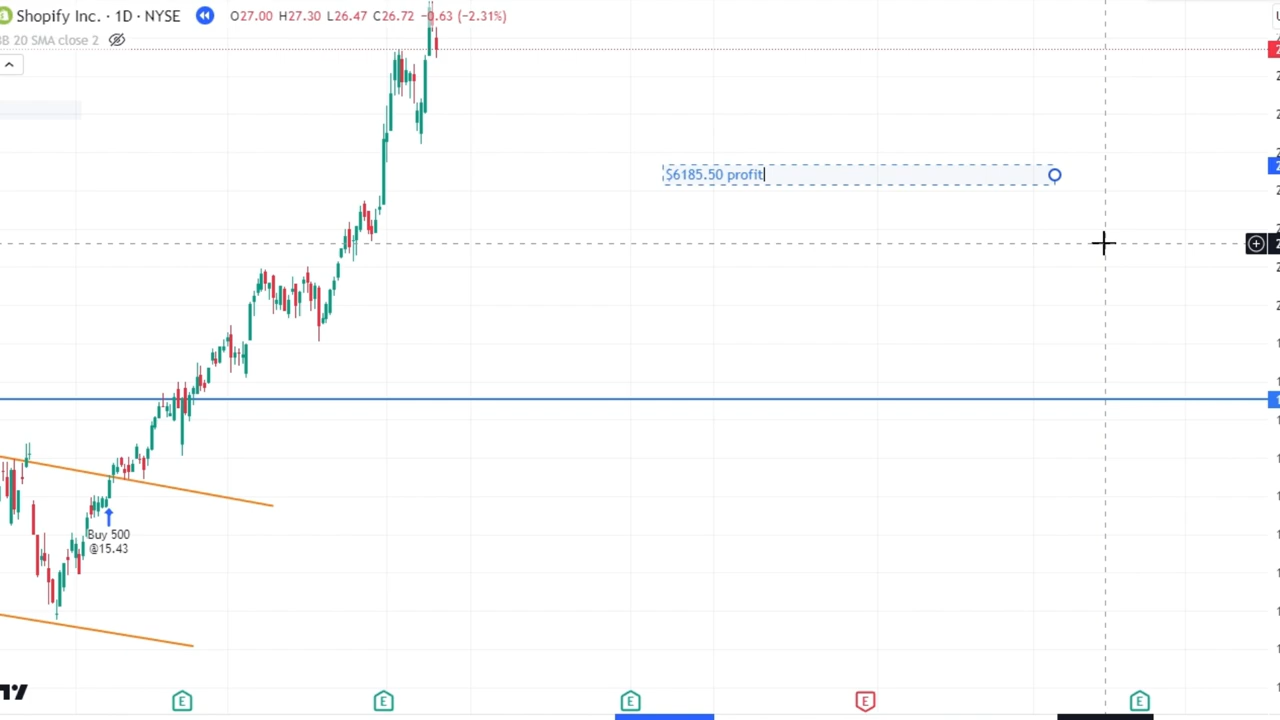 Shopify Inc. · 1D · NYSE O27.00 H27.30 L26.47 C26.72 −0.63 (−2.31%)
BB 20 SMA close 2
$6185.50 profit
Buy 500
@15.43
E E E E E